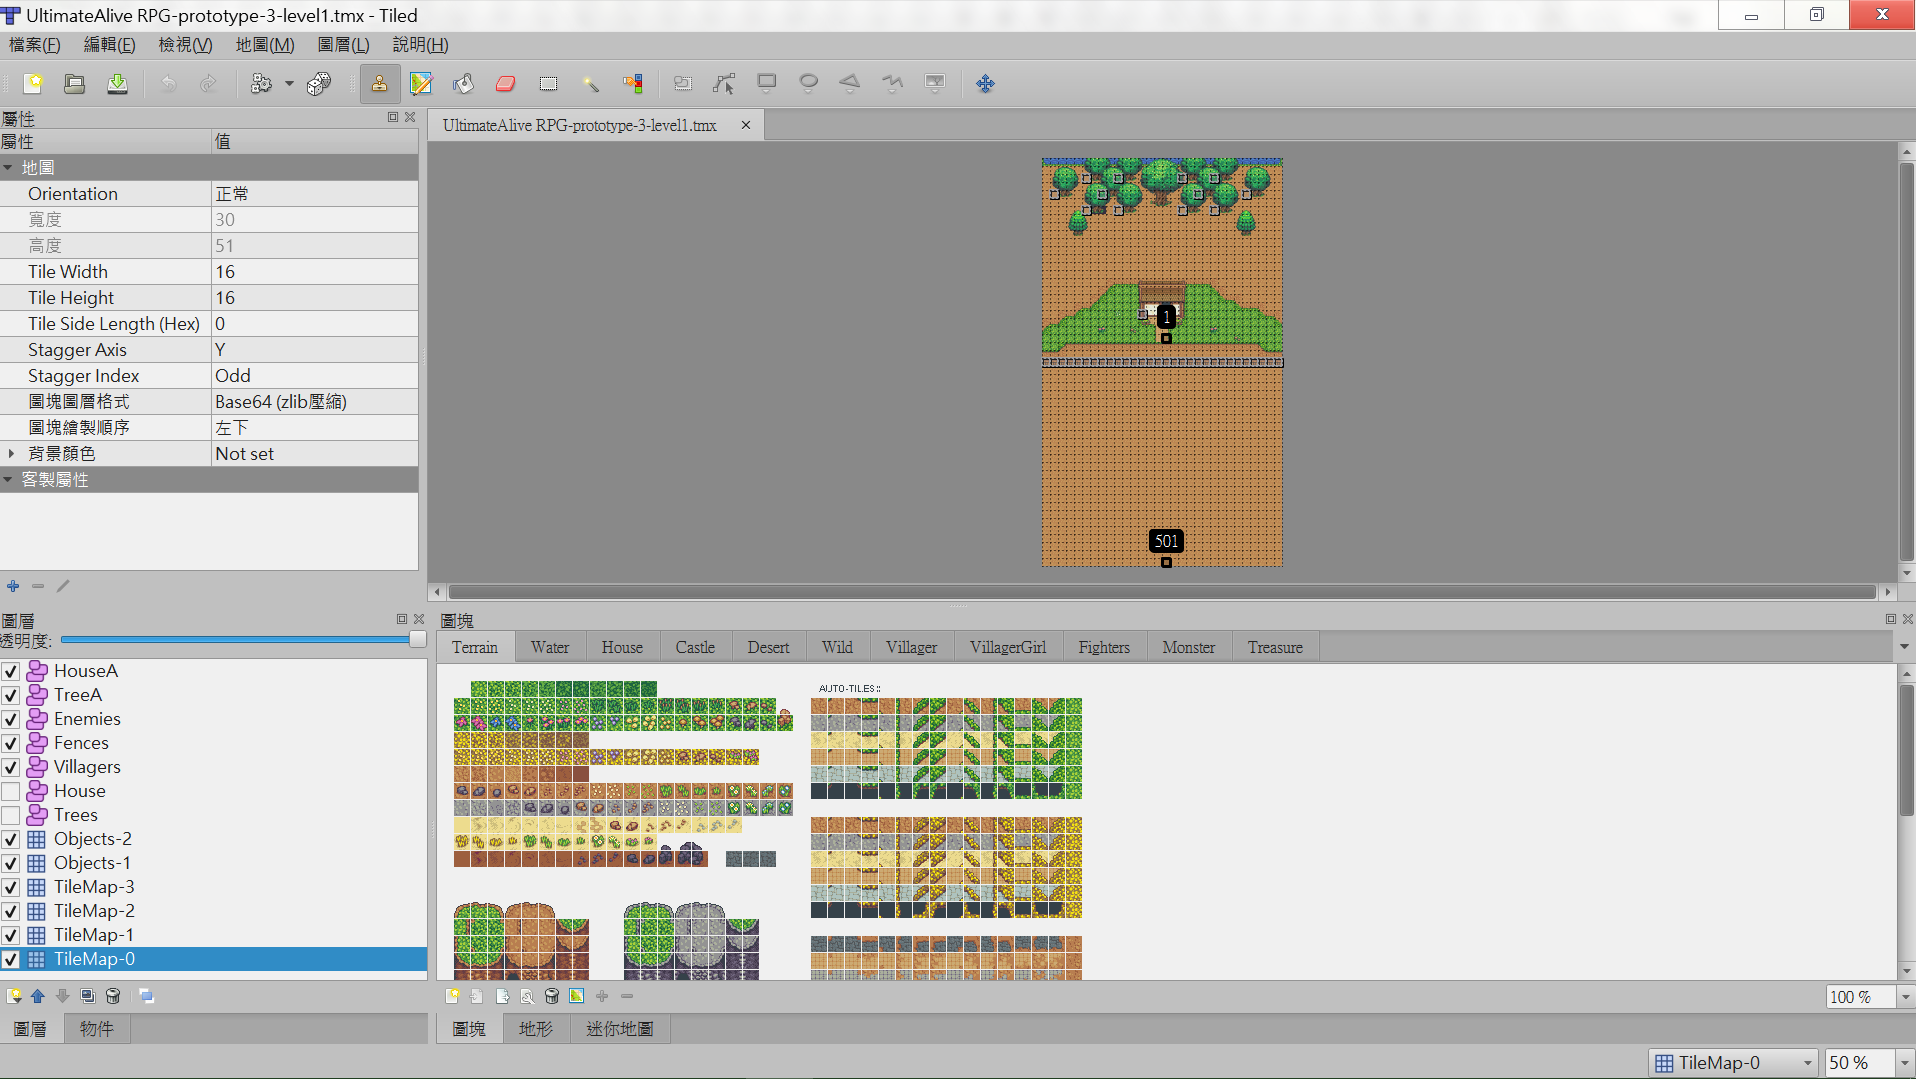 UltimateAlive RPG-prototype-3-level1.tmx - Tiled
檔案(F) 編輯(E) 檢視(V) 地圖(M) 圖層(L) 說明(H)
屬性
屬性 值
地圖
Orientation 正常
寬度 30
高度 51
Tile Width 16
Tile Height 16
Tile Side Length (Hex) 0
Stagger Axis Y
Stagger Index Odd
圖塊圖層格式 Base64 (zlib壓縮)
圖塊繪製順序 左下
背景顏色 Not set
客製屬性
UltimateAlive RPG-prototype-3-level1.tmx
1
501
圖層
透明度:
HouseA
TreeA
Enemies
Fences
Villagers
House
Trees
Objects-2
Objects-1
TileMap-3
TileMap-2
TileMap-1
TileMap-0
圖層 物件
圖塊
Terrain Water House Castle Desert Wild Villager VillagerGirl Fighters Monster Treasure
AUTO-TILES::
100 %
圖塊 地形 迷你地圖
TileMap-0 50 %